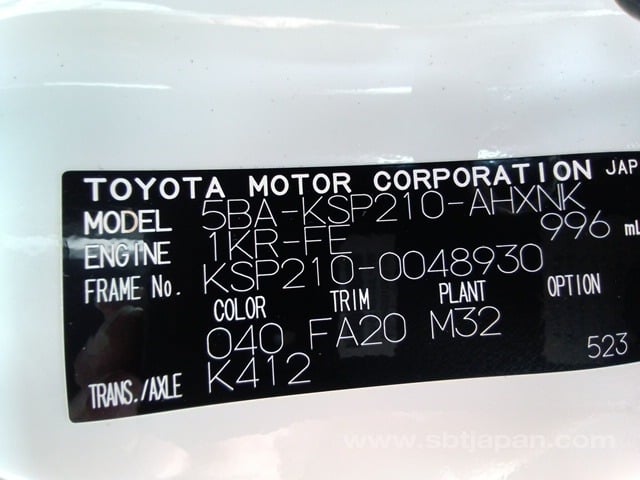 TOYOTA MOTOR CORPORATION JAP
MODEL 5BA-KSP210-AHXNK
ENGINE 1KR-FE 996 mL
FRAME No. KSP210-0048930
COLOR TRIM PLANT OPTION
040 FA20 M32
TRANS./AXLE K412 523
www.sbtjapan.com